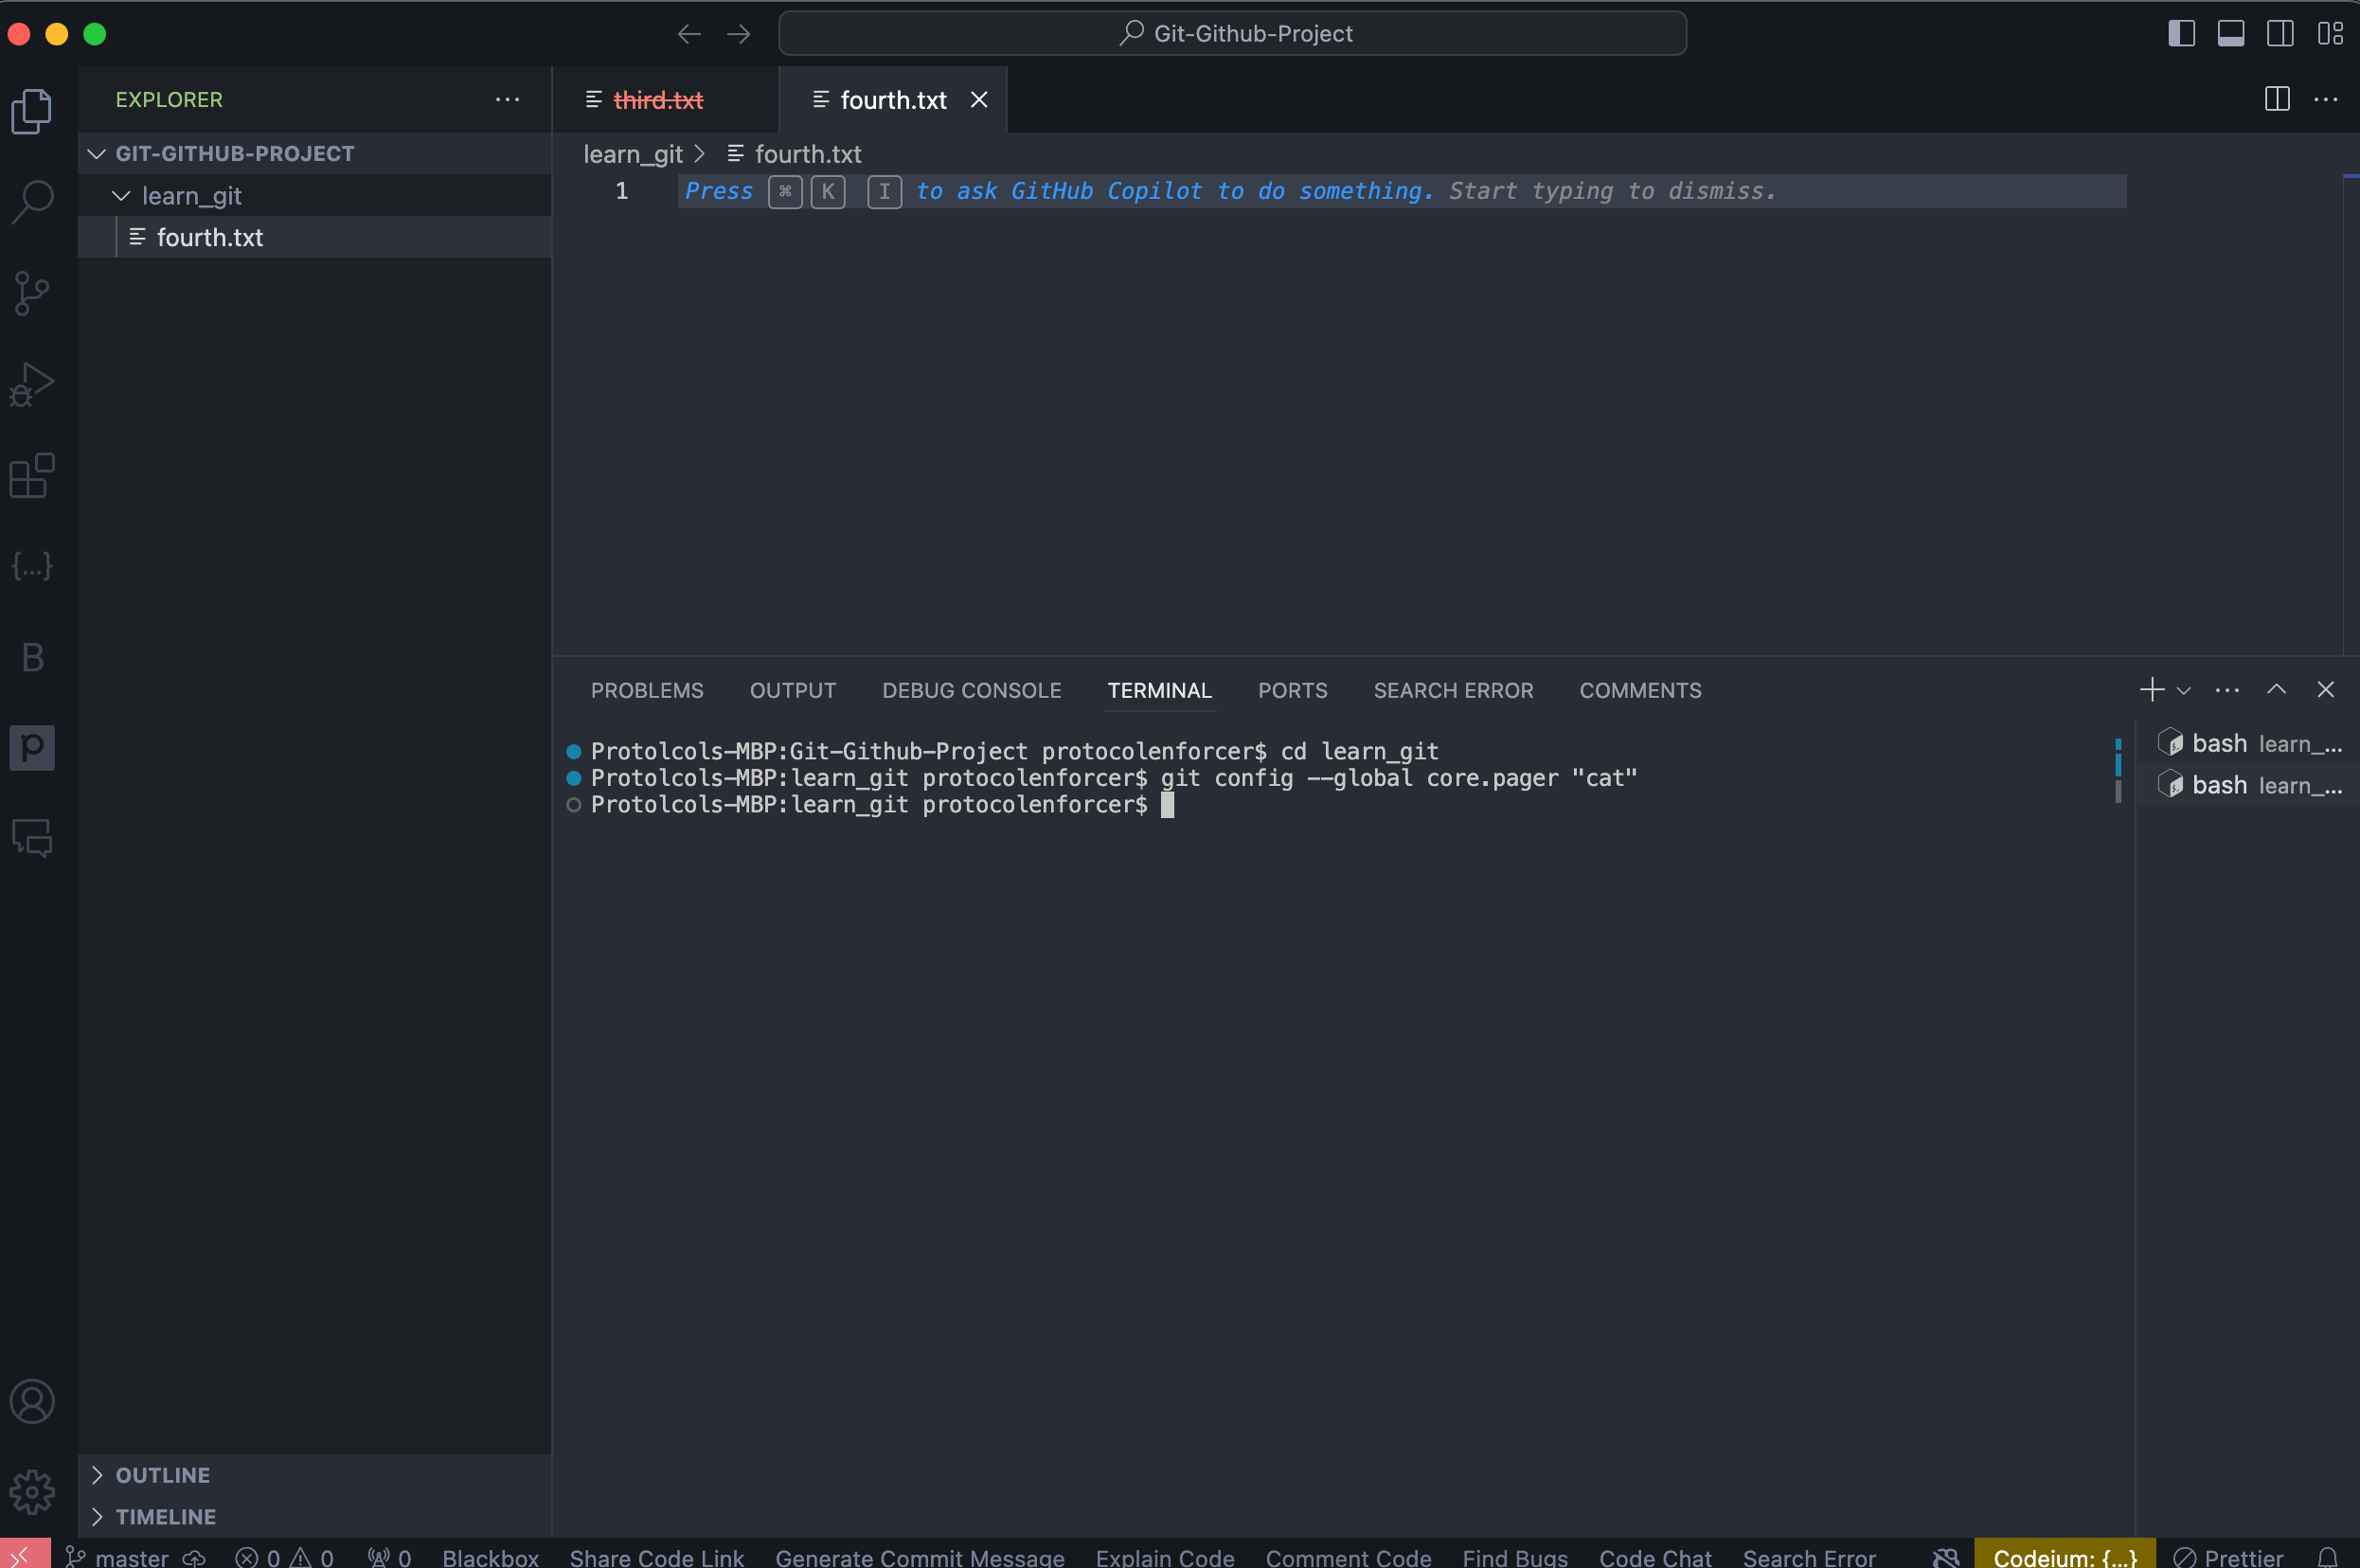 Git-Github-Project
EXPLORER
third.txt
fourth.txt
GIT-GITHUB-PROJECT
learn_git
fourth.txt
learn_git > fourth.txt
1 Press ⌘ K I to ask GitHub Copilot to do something. Start typing to dismiss.
{...}
B
p
PROBLEMS OUTPUT DEBUG CONSOLE TERMINAL PORTS SEARCH ERROR COMMENTS
Protolcols-MBP:Git-Github-Project protocolenforcer$ cd learn_git
Protolcols-MBP:learn_git protocolenforcer$ git config --global core.pager "cat"
Protolcols-MBP:learn_git protocolenforcer$
bash learn_...
bash learn_...
OUTLINE
TIMELINE
master 0 0 0 Blackbox Share Code Link Generate Commit Message Explain Code Comment Code Find Bugs Code Chat Search Error Codeium: {...} Prettier